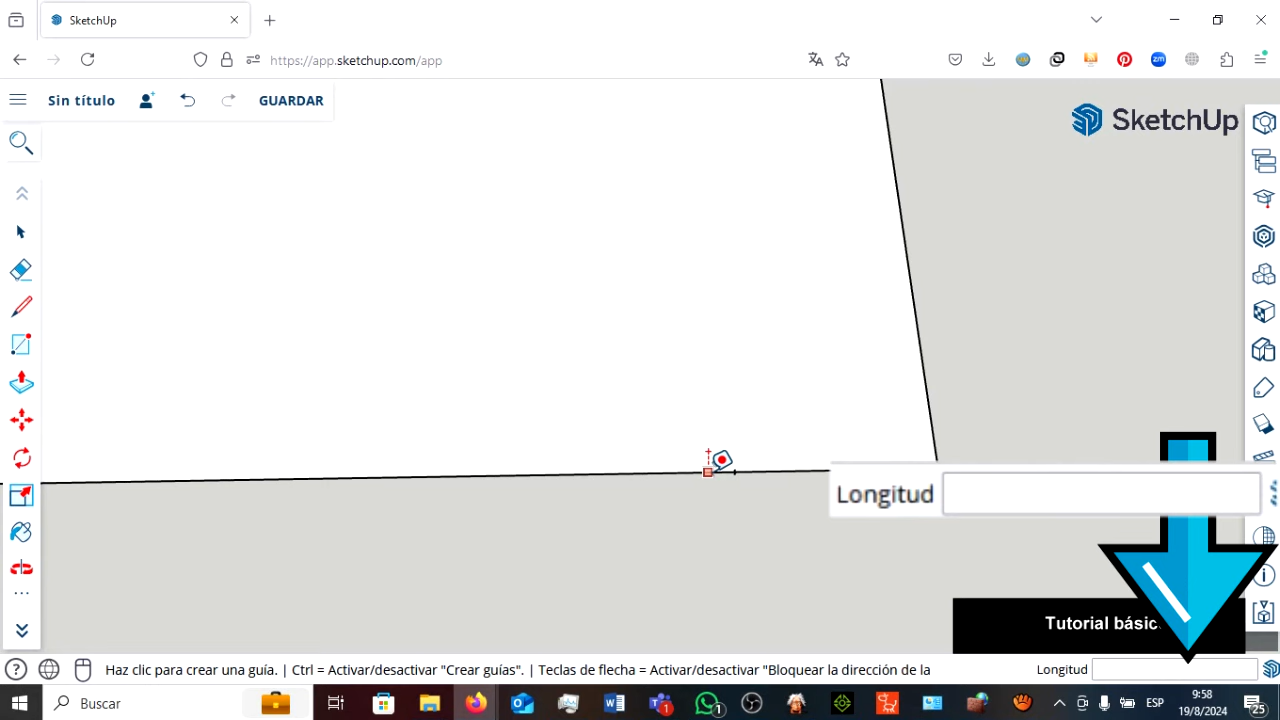 SketchUp
https://app.sketchup.com/app
Sin título
GUARDAR
SketchUp
Longitud
Tutorial básic
Haz clic para crear una guía. | Ctrl = Activar/desactivar "Crear guías". | Teclas de flecha = Activar/desactivar "Bloquear la dirección de la
Longitud
Buscar
1
1
ESP
9:58
19/8/2024
25